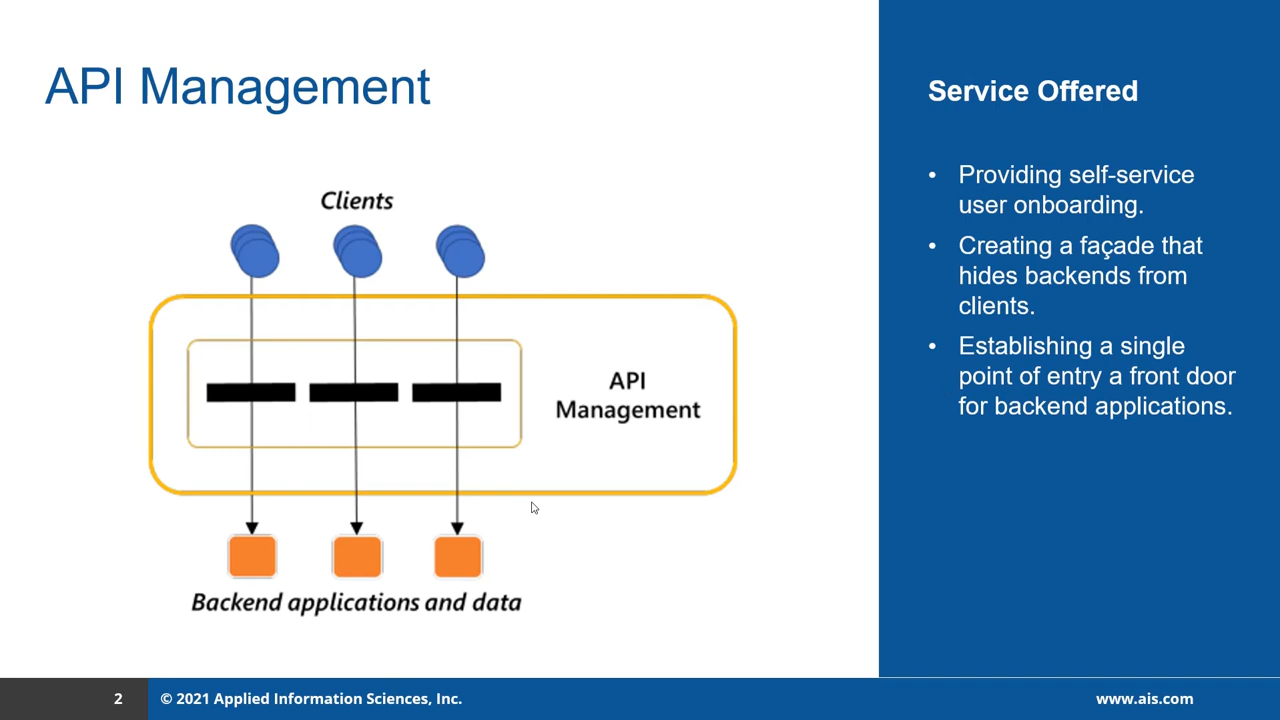 API Management
Clients
API
Management
Backend applications and data
Service Offered
• Providing self-service
user onboarding.
• Creating a façade that
hides backends from
clients.
• Establishing a single
point of entry a front door
for backend applications.
2
© 2021 Applied Information Sciences, Inc.
www.ais.com